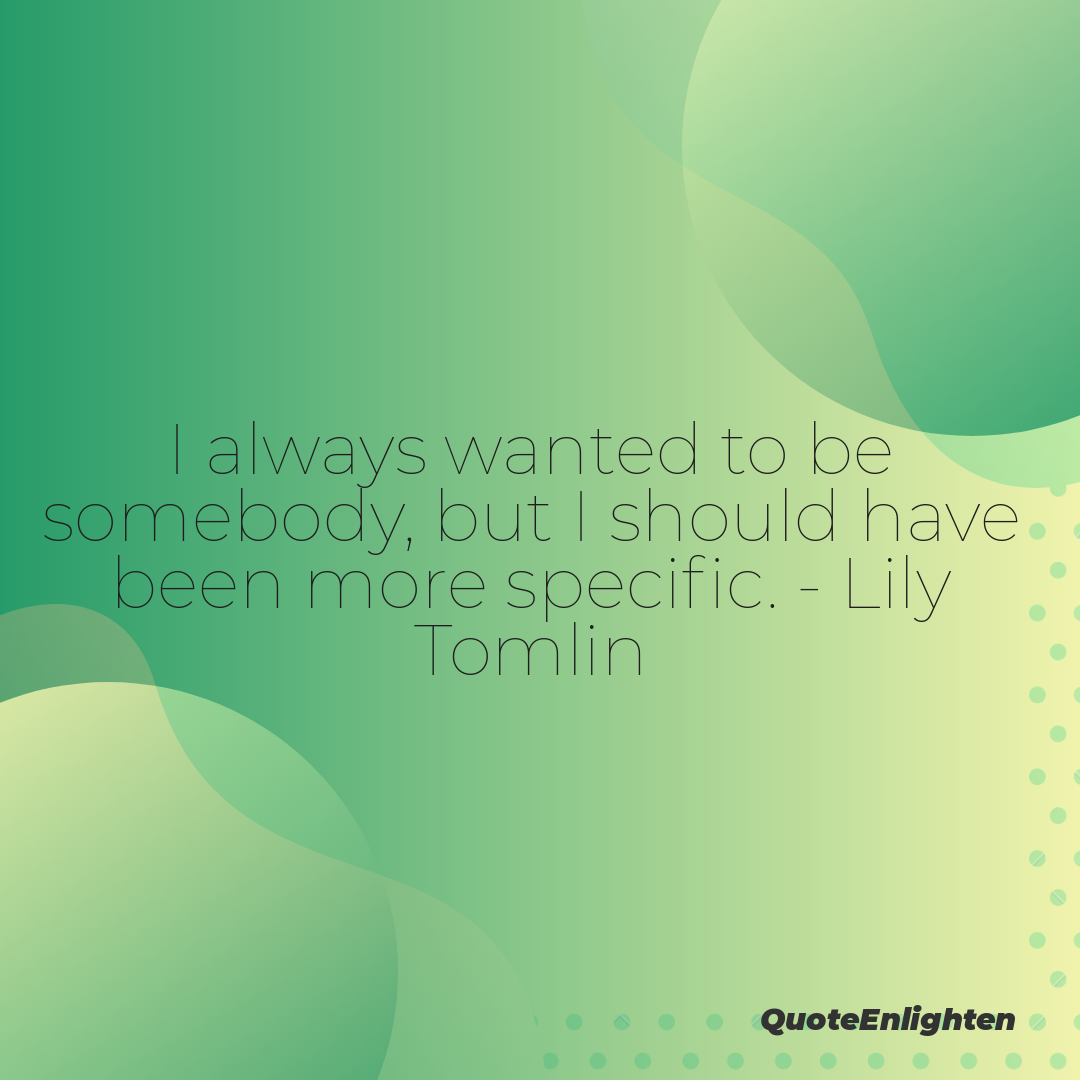 I always wanted to be
somebody, but I should have
been more specific. - Lily
Tomlin
QuoteEnlighten